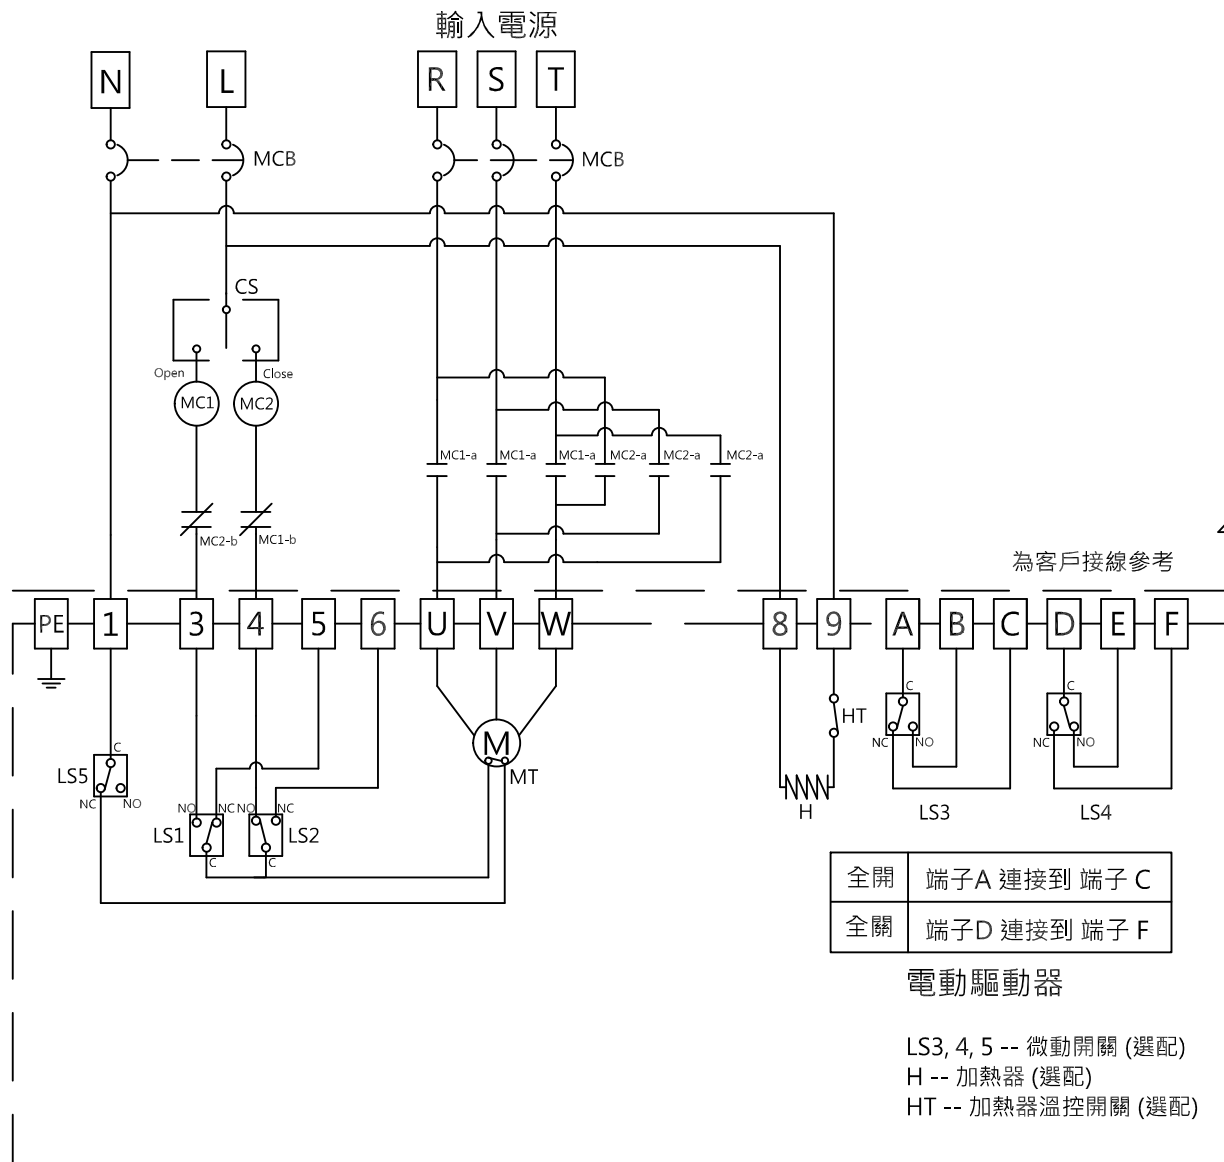 輸入電源
N L R S T
MCB MCB
CS
Open Close
MC1 MC2
MC1-a MC1-a MC1-a MC2-a MC2-a MC2-a
MC2-b MC1-b
為客戶接線參考
PE 1 3 4 5 6 U V W 8 9 A B C D E F
C C
HT
NC NO NC NO
M
MT
C
LS5
NC NO
NO NC NO NC
H LS3 LS4
LS1 LS2
C C
全開 端子A 連接到 端子 C
全關 端子D 連接到 端子 F
電動驅動器
LS3, 4, 5 -- 微動開關 (選配)
H -- 加熱器 (選配)
HT -- 加熱器溫控開關 (選配)